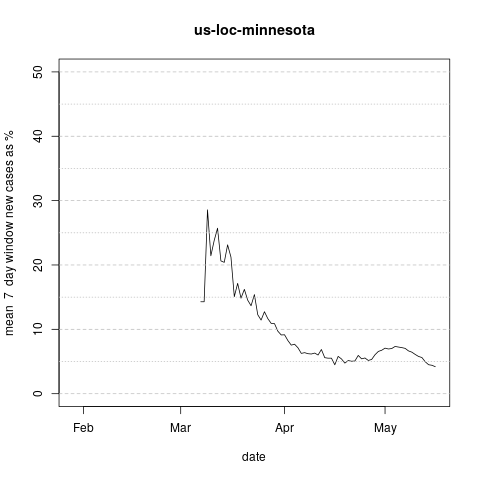 us-loc-minnesota
mean 7 day window new cases as %
50
40
30
20
10
0
Feb
Mar
Apr
May
date